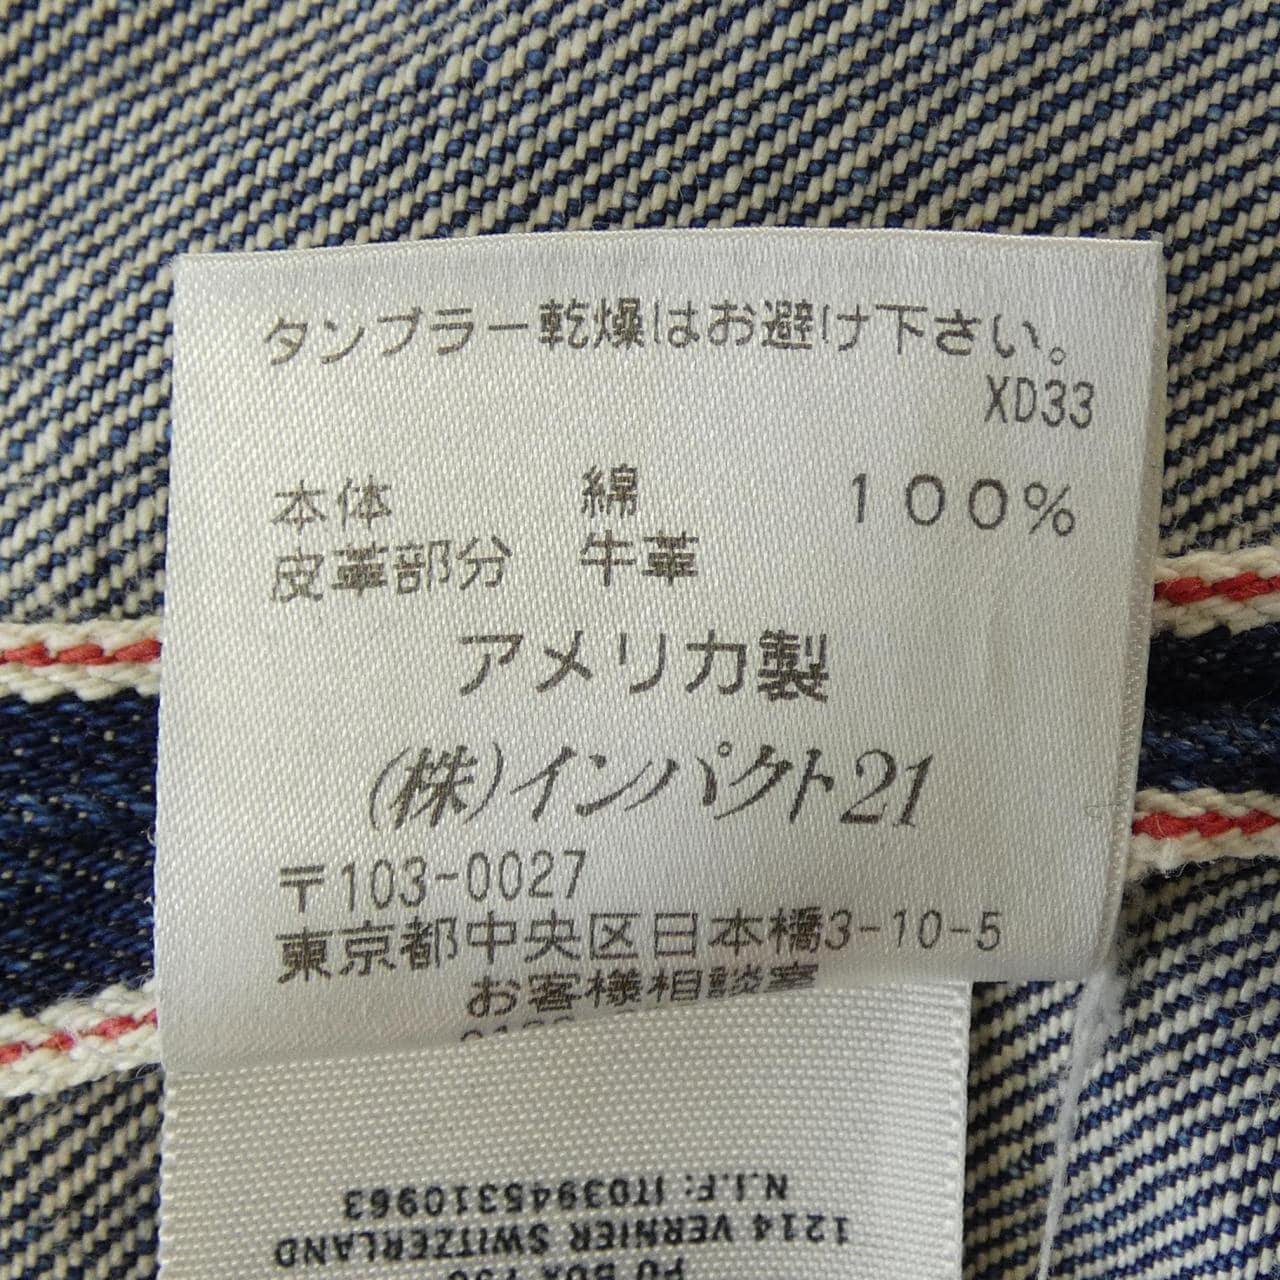 タンブラー乾燥はお避け下さい。
XD33
本体 綿 100%
皮革部分 牛革
アメリカ製
(株)インパクト21
〒103-0027
東京都中央区日本橋3-10-5
お客様相談室
PO BOX
1214 VERNIER SWITZERLAND
N.I.F: IT03945310963